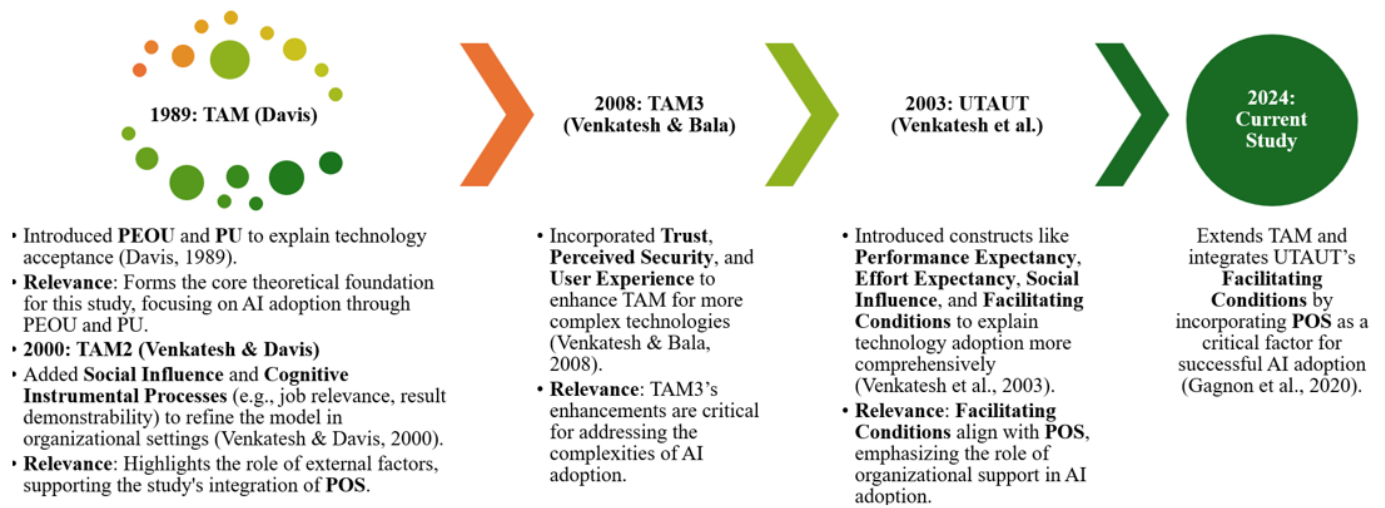 1989: TAM (Davis)
• Introduced PEOU and PU to explain technology
acceptance (Davis, 1989).
• Relevance: Forms the core theoretical foundation
for this study, focusing on AI adoption through
PEOU and PU.
• 2000: TAM2 (Venkatesh & Davis)
• Added Social Influence and Cognitive
Instrumental Processes (e.g., job relevance, result
demonstrability) to refine the model in
organizational settings (Venkatesh & Davis, 2000).
• Relevance: Highlights the role of external factors,
supporting the study's integration of POS.
2008: TAM3
(Venkatesh & Bala)
• Incorporated Trust,
Perceived Security, and
User Experience to
enhance TAM for more
complex technologies
(Venkatesh & Bala,
2008).
• Relevance: TAM3’s
enhancements are critical
for addressing the
complexities of AI
adoption.
2003: UTAUT
(Venkatesh et al.)
• Introduced constructs like
Performance Expectancy,
Effort Expectancy, Social
Influence, and Facilitating
Conditions to explain
technology adoption more
comprehensively
(Venkatesh et al., 2003).
• Relevance: Facilitating
Conditions align with POS,
emphasizing the role of
organizational support in AI
adoption.
2024:
Current
Study
Extends TAM and
integrates UTAUT’s
Facilitating
Conditions by
incorporating POS as a
critical factor for
successful AI adoption
(Gagnon et al., 2020).